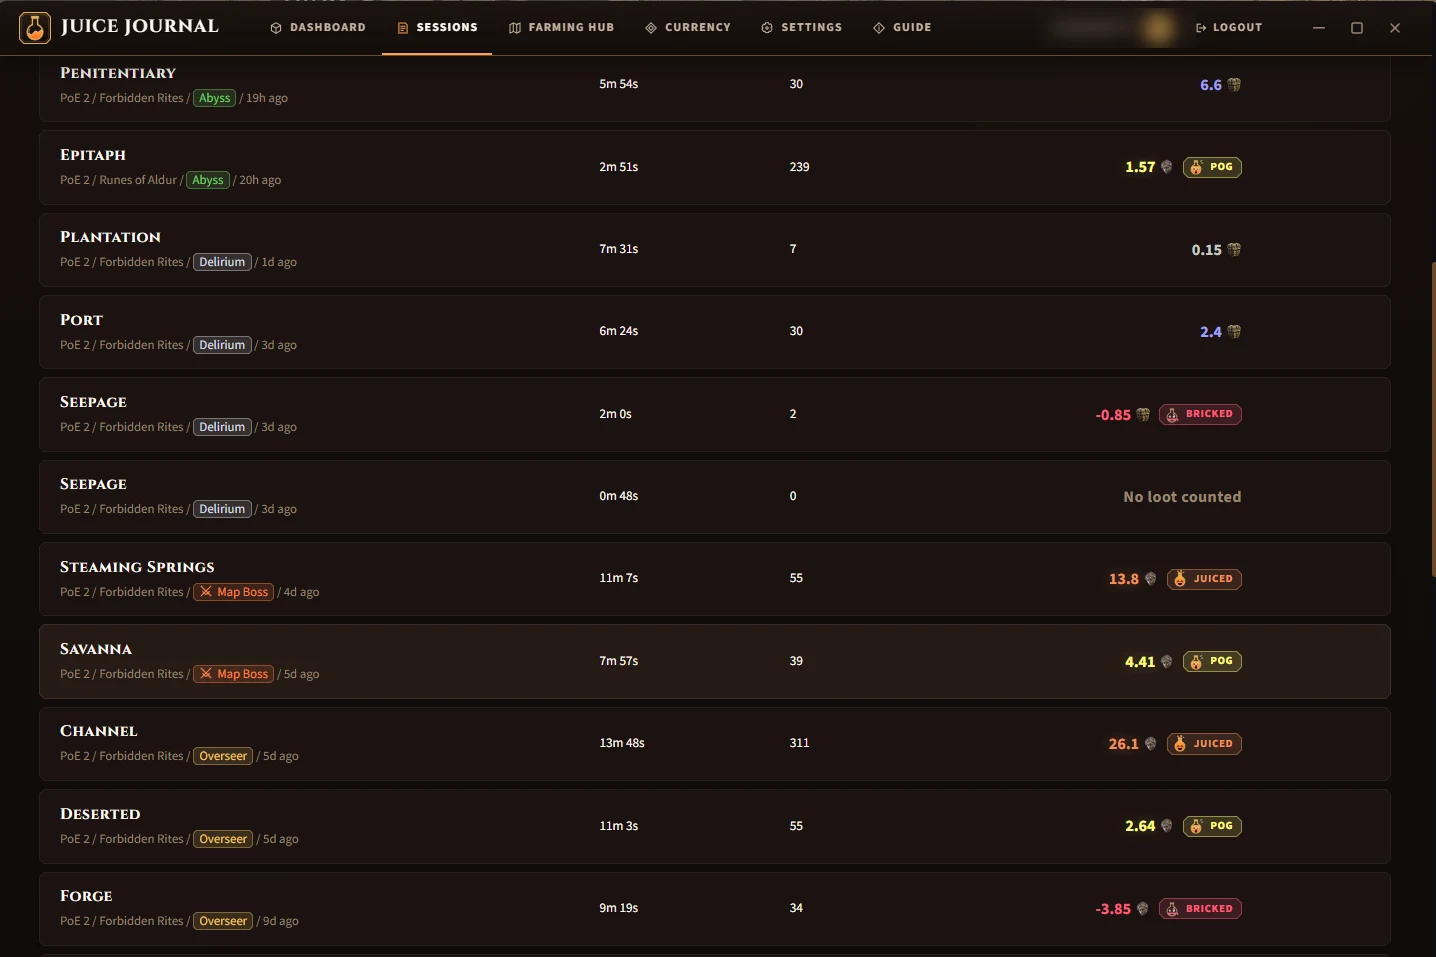 JUICE JOURNAL
DASHBOARD
SESSIONS
FARMING HUB
CURRENCY
SETTINGS
GUIDE
LOGOUT
PENITENTIARY
PoE 2 / Forbidden Rites / Abyss / 19h ago
5m 54s
30
6.6
EPITAPH
PoE 2 / Runes of Aldur / Abyss / 20h ago
2m 51s
239
1.57
POG
PLANTATION
PoE 2 / Forbidden Rites / Delirium / 1d ago
7m 31s
7
0.15
PORT
PoE 2 / Forbidden Rites / Delirium / 3d ago
6m 24s
30
2.4
SEEPAGE
PoE 2 / Forbidden Rites / Delirium / 3d ago
2m 0s
2
-0.85
BRICKED
SEEPAGE
PoE 2 / Forbidden Rites / Delirium / 3d ago
0m 48s
0
No loot counted
STEAMING SPRINGS
PoE 2 / Forbidden Rites / Map Boss / 4d ago
11m 7s
55
13.8
JUICED
SAVANNA
PoE 2 / Forbidden Rites / Map Boss / 5d ago
7m 57s
39
4.41
POG
CHANNEL
PoE 2 / Forbidden Rites / Overseer / 5d ago
13m 48s
311
26.1
JUICED
DESERTED
PoE 2 / Forbidden Rites / Overseer / 5d ago
11m 3s
55
2.64
POG
FORGE
PoE 2 / Forbidden Rites / Overseer / 9d ago
9m 19s
34
-3.85
BRICKED